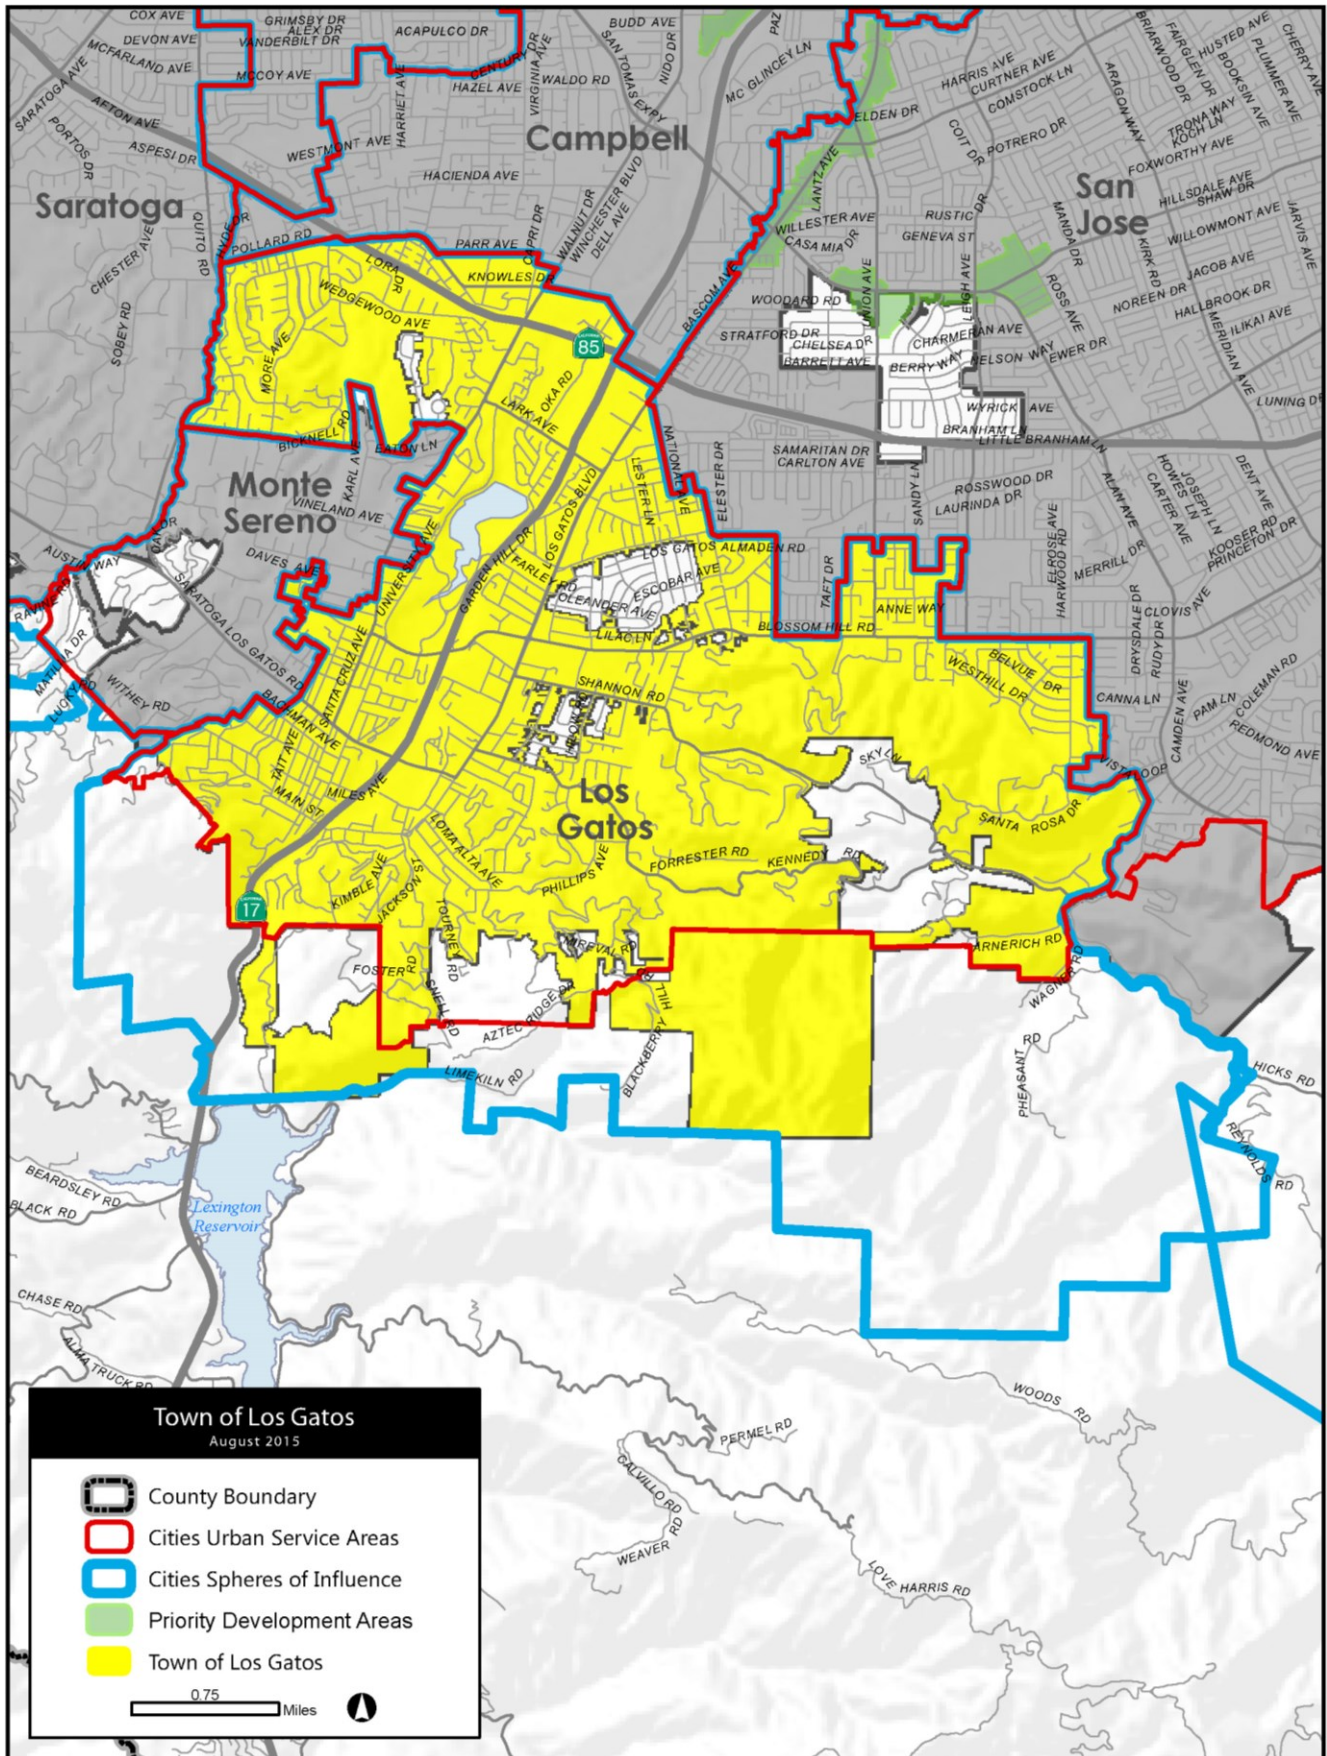 COX AVE
GRIMSBY DR
ALEX DR
VANDERBILT DR
ACAPULCO DR
BUDD AVE
DEVON AVE
MCFARLAND AVE
MCCOY AVE
CENTURY DR
HAZEL AVE
VIRGINIA AVE
WALDO RD
SAN TOMAS EXPY
NIDO DR
PAZ
MC GLINCEY LN
HARRIS AVE
CURTNER AVE
COMSTOCK LN
BRIARWOOD DR
FAIRGLEN DR
HUSTED AVE
BOOKSIN AVE
PLUMMER AVE
CHERRY AVE
ARAGON WAY
SARATOGA AVE
AFTON AVE
PORTOS DR
ASPESI DR
WESTMONT AVE
HARRIET AVE
HACIENDA AVE
Campbell
ELDEN DR
COIT DR
POTRERO DR
TRONA WAY
KOCH LN
FOXWORTHY AVE
HILLSDALE AVE
SHAW DR
San
Jose
Saratoga
QUITO RD
HYDE DR
POLLARD RD
PARR AVE
CAPRI DR
WALNUT DR
WINCHESTER BLVD
DELL AVE
LANTZ AVE
WILLESTER AVE
CASA MIA DR
RUSTIC DR
GENEVA ST
MANDA DR
KIRK RD
WILLOWMONT AVE
JARVIS AVE
JACOB AVE
CHESTER AVE
SOBEY RD
LORA DR
KNOWLES DR
WEDGEWOOD AVE
BASCOM AVE
WOODARD RD
UNION AVE
LEIGH AVE
ROSS AVE
NOREEN DR
HALLBROOK DR
MERIDIAN AVE
ILIKAI AVE
STRATFORD DR
CHELSEA DR
BARRETT AVE
CHARMERAN AVE
BERRY WAY
NELSON WAY
EWER DR
85
MORE AVE
OKA RD
LARK AVE
BICKNELL RD
EATON LN
KARL AVE
NATIONAL AVE
WYRICK AVE
BRANHAM LN
LITTLE BRANHAM LN
LUNING DR
Monte
Sereno
VINELAND AVE
LESTER LN
ELESTER DR
SAMARITAN DR
CARLTON AVE
SANDY LN
ROSSWOOD DR
LAURINDA DR
ALAN AVE
HOWES LN
CARTER AVE
JOSEPH LN
DENT AVE
KOOSER RD
PRINCETON DR
DAY DR
AUSTIN WAY
DAVES AVE
UNIVERSITY AVE
GARDEN HILL DR
LOS GATOS BLVD
FARLEY RD
LOS GATOS ALMADEN RD
ESCOBAR AVE
OLEANDER AVE
TAFT DR
ELROSE AVE
HARWOOD RD
MERRILL DR
RAVINE RD
SARATOGA LOS GATOS RD
LILAC LN
BLOSSOM HILL RD
ANNE WAY
CLOVIS AVE
DRYSDALE DR
RUDY DR
MATILIJA DR
LUCKY RD
WITHEY RD
SANTA CRUZ AVE
BACHMAN AVE
SHANNON RD
BELVUE DR
WESTHILL DR
CANNA LN
CAMDEN AVE
PAM LN
COLEMAN RD
REDMOND AVE
TAIT AVE
MAIN ST
MILES AVE
SKY LN
VISTA LOOP
Los
Gatos
SANTA ROSA DR
LOMA ALTA AVE
PHILLIPS AVE
FORRESTER RD
KENNEDY RD
17
KIMBLE AVE
JACKSON ST
TOURNEY RD
ARNERICH RD
FOSTER RD
WAGNER RD
SNELL RD
AZTEC RIDGE DR
BLACKBERRY HILL RD
LIMEKILN RD
PHEASANT RD
HICKS RD
REYNOLDS RD
BEARDSLEY RD
BLACK RD
Lexington
Reservoir
CHASE RD
ALMA TRUCK RD
WOODS RD
PERMEL RD
CALVILLO RD
WEAVER RD
LOVE HARRIS RD
Town of Los Gatos
August 2015
County Boundary
Cities Urban Service Areas
Cities Spheres of Influence
Priority Development Areas
Town of Los Gatos
0.75
Miles